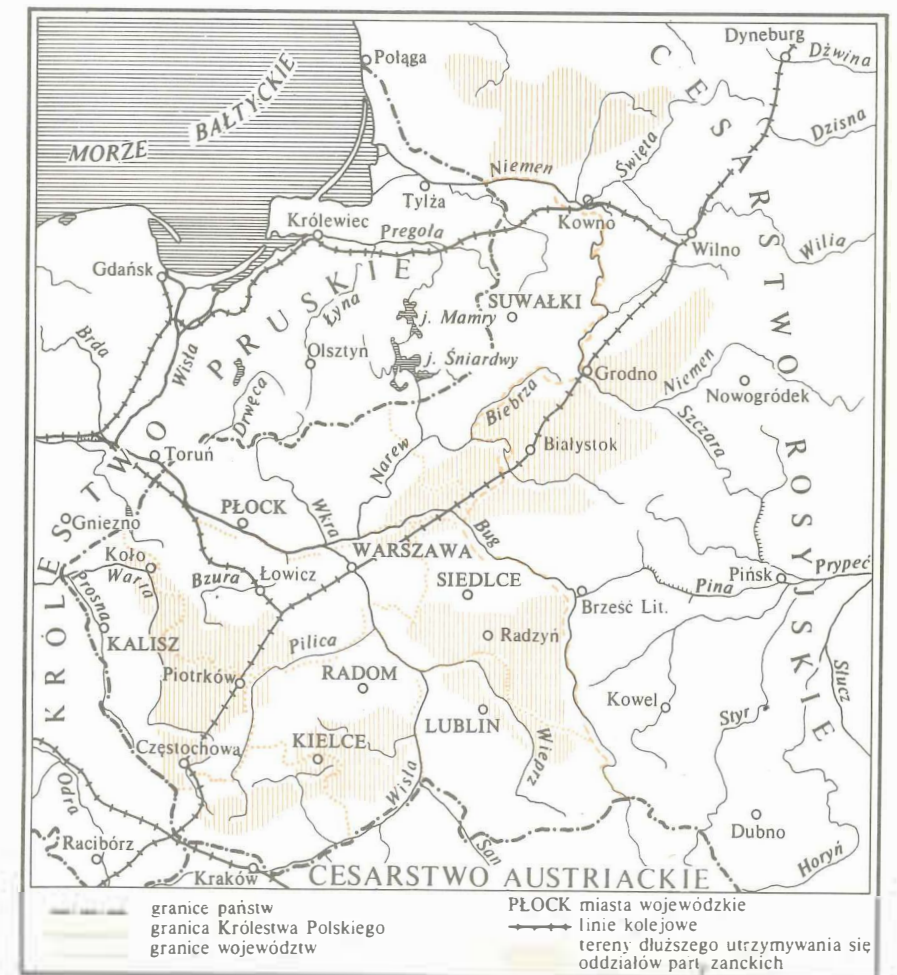 Dyneburg
Dźwina
Połąga
CESARSTWO ROSYJSKIE
MORZE BAŁTYCKIE
Dzisna
Święta
Niemen
Tylża
Kowno
Królewiec
Pregoła
Wilno
Wilia
Gdańsk
KRÓLESTWO PRUSKIE
SUWAŁKI
Łyna
j. Mamry
Brda
Wisła
Olsztyn
j. Śniardwy
Grodno
Niemen
Nowogródek
Drwęca
Biebrza
Szczara
Narew
Białystok
Toruń
Wkra
PŁOCK
Gniezno
Bug
WARSZAWA
Koło
Warta
Bzura
Łowicz
SIEDLCE
Pińsk
Prypeć
Pina
Brześć Lit.
Prosna
KALISZ
Radzyń
Pilica
Piotrków
RADOM
Słucz
Kowel
LUBLIN
Styr
Częstochowa
KIELCE
Wieprz
Wisła
Odra
Dubno
Racibórz
San
Horyń
Kraków
CESARSTWO AUSTRIACKIE
granice państw
granica Królestwa Polskiego
granice województw
PŁOCK miasta wojewódzkie
linie kolejowe
tereny dłuższego utrzymywania się
oddziałów part zanckich